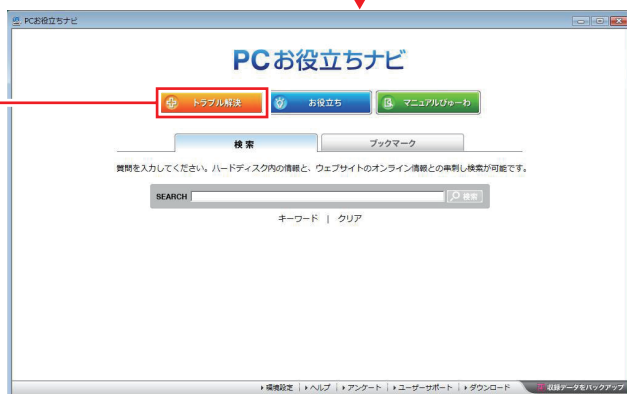 PCお役立ちナビ
PCお役立ちナビ
トラブル解決 お役立ち マニュアルびゅーわ
検索 ブックマーク
質問を入力してください。ハードディスク内の情報と、ウェブサイトのオンライン情報との串刺し検索が可能です。
SEARCH 検索
キーワード | クリア
環境設定 | ヘルプ | アンケート | ユーザーサポート | ダウンロード 収録データをバックアップ